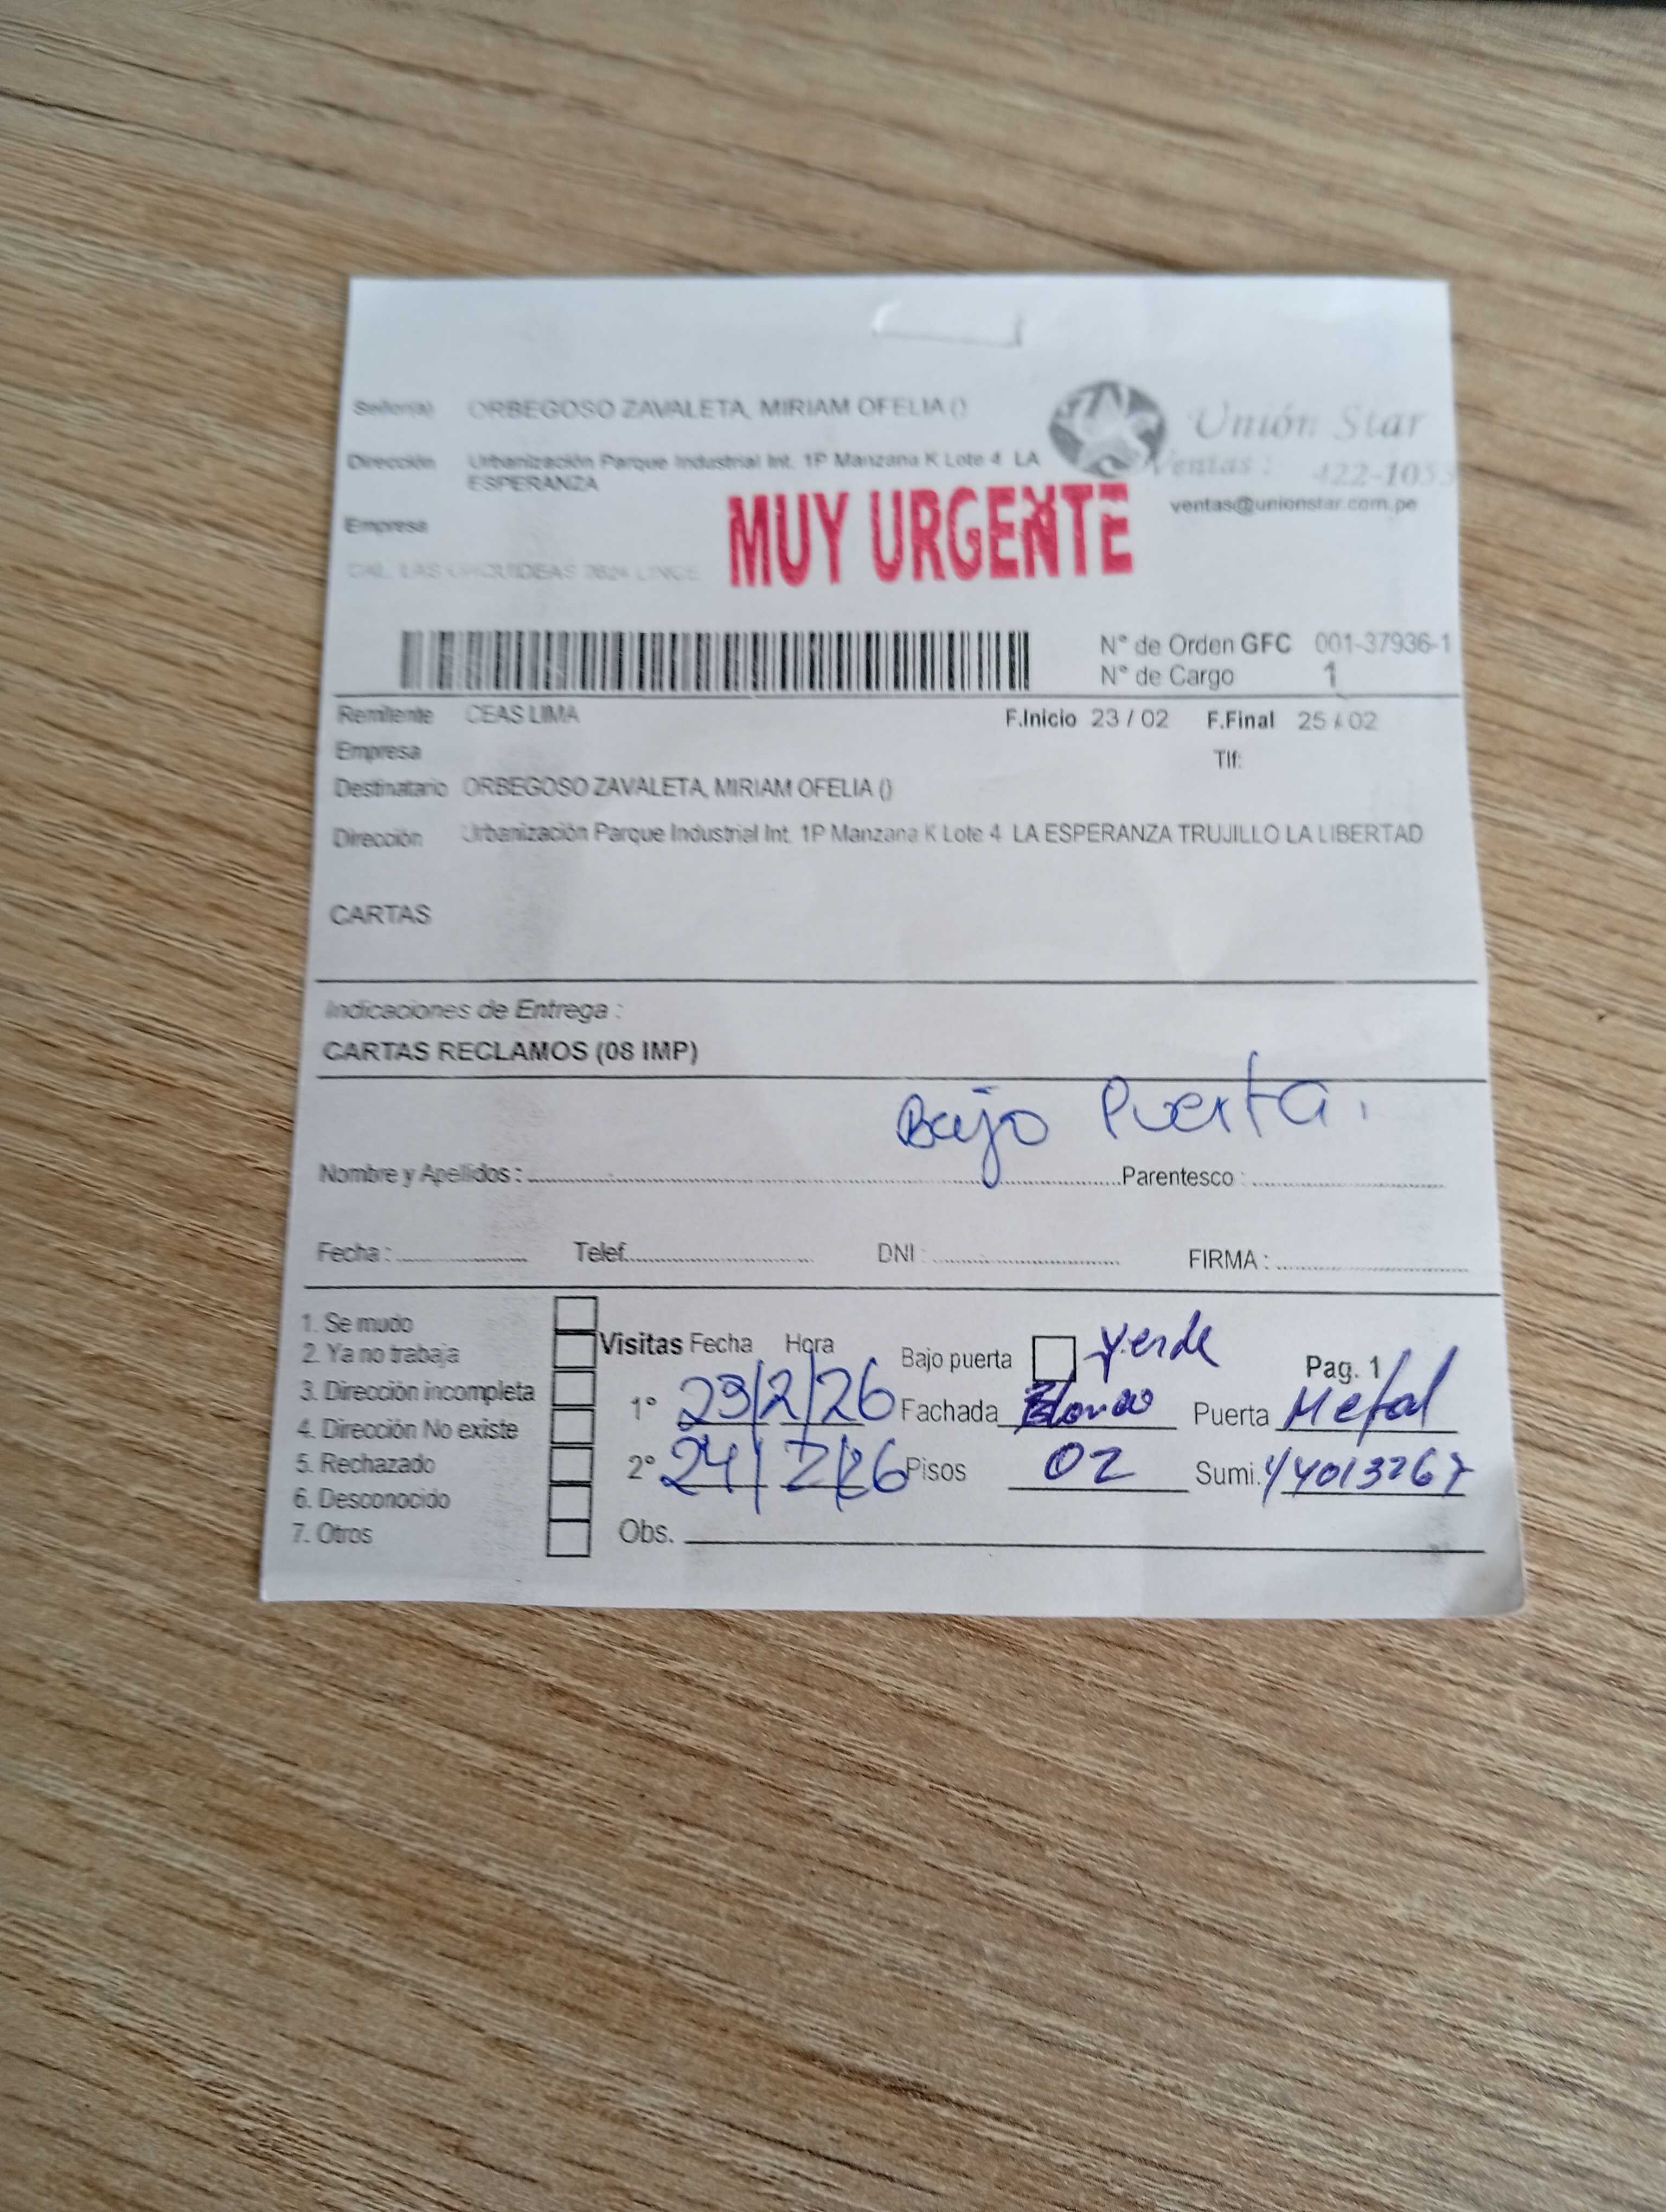 Señor(a) ORBEGOSO ZAVALETA, MIRIAM OFELIA ()
Unión Star
Dirección Urbanización Parque Industrial Int. 1P Manzana K Lote 4 LA
ESPERANZA
Ventas : 422-1053
ventas@unionstar.com.pe
Empresa
MUY URGENTE
CAL. LAS LINCE
N° de Orden GFC 001-37936-1
N° de Cargo 1
Remitente CEAS LIMA F.Inicio 23 / 02 F.Final 25 / 02
Empresa Tlf:
Destinatario ORBEGOSO ZAVALETA, MIRIAM OFELIA ()
Dirección Urbanización Parque Industrial Int. 1P Manzana K Lote 4 LA ESPERANZA TRUJILLO LA LIBERTAD
CARTAS
Indicaciones de Entrega :
CARTAS RECLAMOS (08 IMP)
Bajo Puerta.
Nombre y Apellidos : Parentesco :
Fecha : Telef. DNI : FIRMA :
1. Se mudo
2. Ya no trabaja
3. Dirección incompleta
4. Dirección No existe
5. Rechazado
6. Desconocido
7. Otros
Visitas Fecha Hora
1° 23/2/26
2° 24/2/26
Obs.
Bajo puerta Verde Pag. 1
Fachada Blanco Puerta Metal
Pisos 02 Sumi.